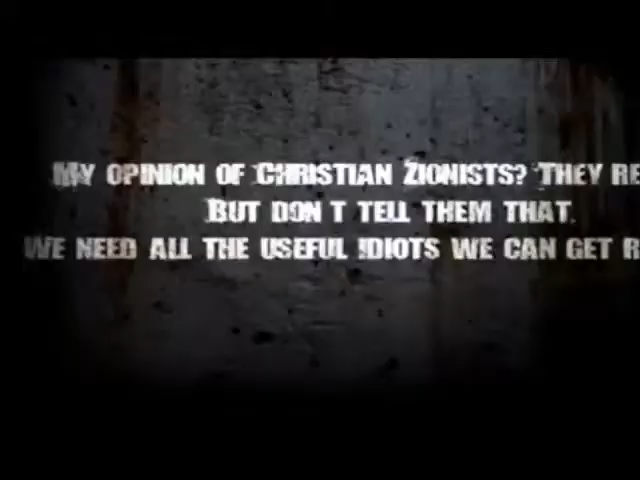 MY OPINION OF CHRISTIAN ZIONISTS? THEY RE
BUT DON T TELL THEM THAT.
WE NEED ALL THE USEFUL IDIOTS WE CAN GET R